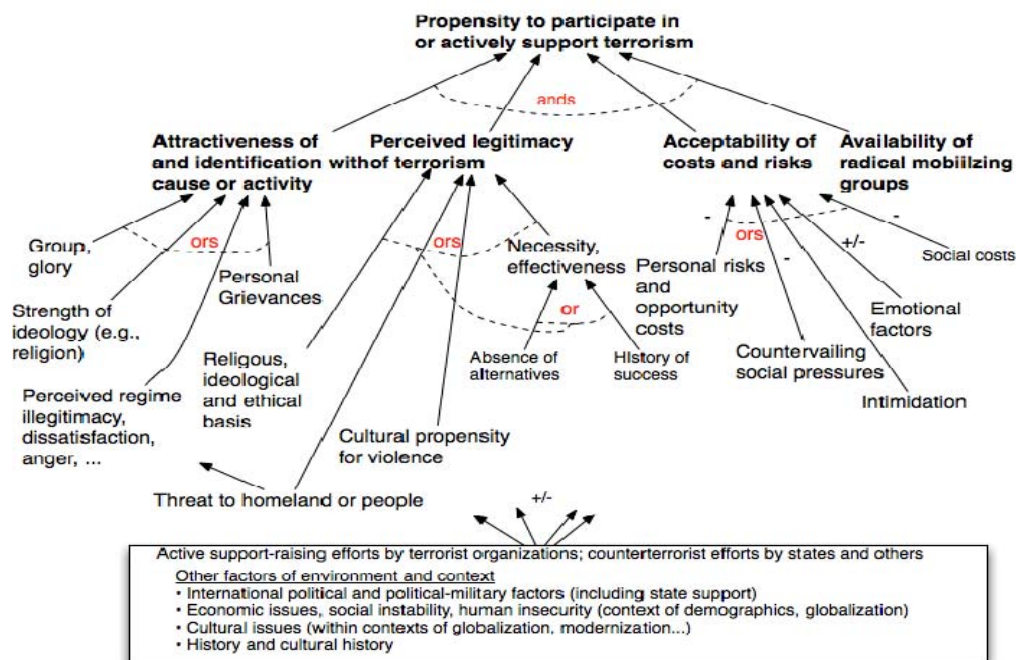 Propensity to participate in
or actively support terrorism
ands
Attractiveness of
and identification with
cause or activity
Perceived legitimacy
of terrorism
Acceptability of
costs and risks
Availability of
radical mobiilzing
groups
ors
Group,
glory
Personal
Grievances
Strength of
ideology (e.g.,
religion)
Perceived regime
illegitimacy,
dissatisfaction,
anger, ...
ors
Religous,
ideological
and ethical
basis
Necessity,
effectiveness
or
Absence of
alternatives
HIstory of
success
Cultural propensity
for violence
Threat to homeland or people
-
ors
-
-
+/-
Personal risks
and
opportunity
costs
Social costs
Emotional
factors
Countervailing
social pressures
Intimidation
+/-
Active support-raising efforts by terrorist organizations; counterterrorist efforts by states and others
Other factors of environment and context
• International political and political-military factors (including state support)
• Economic issues, social instability, human insecurity (context of demographics, globalization)
• Cultural issues (within contexts of globalization, modernization...)
• History and cultural history